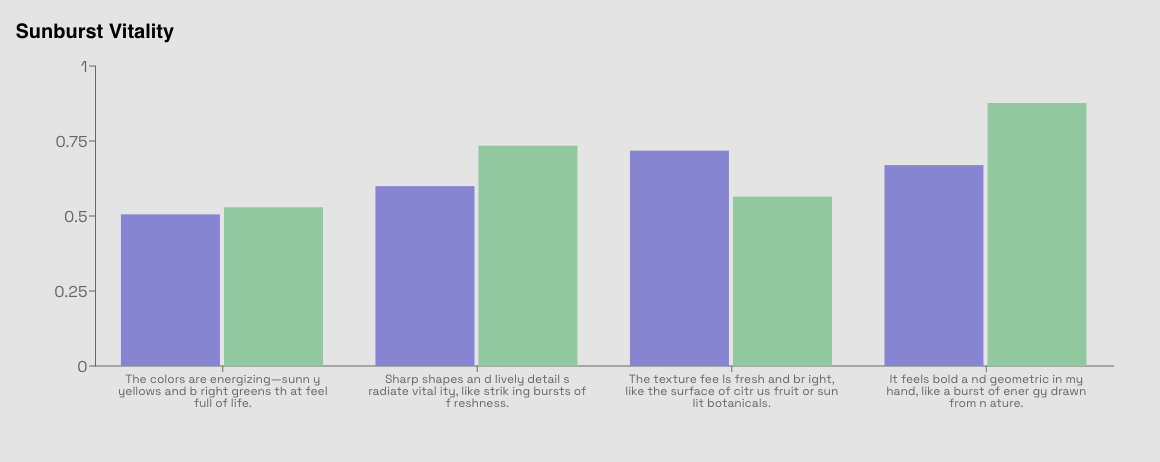 Sunburst Vitality
1
0.75
0.5
0.25
0
The colors are energizing—sunn y
yellows and b right greens th at feel
full of life.
Sharp shapes an d lively detail s
radiate vital ity, like strik ing bursts of
f reshness.
The texture fee ls fresh and br ight,
like the surface of citr us fruit or sun
lit botanicals.
It feels bold a nd geometric in my
hand, like a burst of ener gy drawn
from n ature.